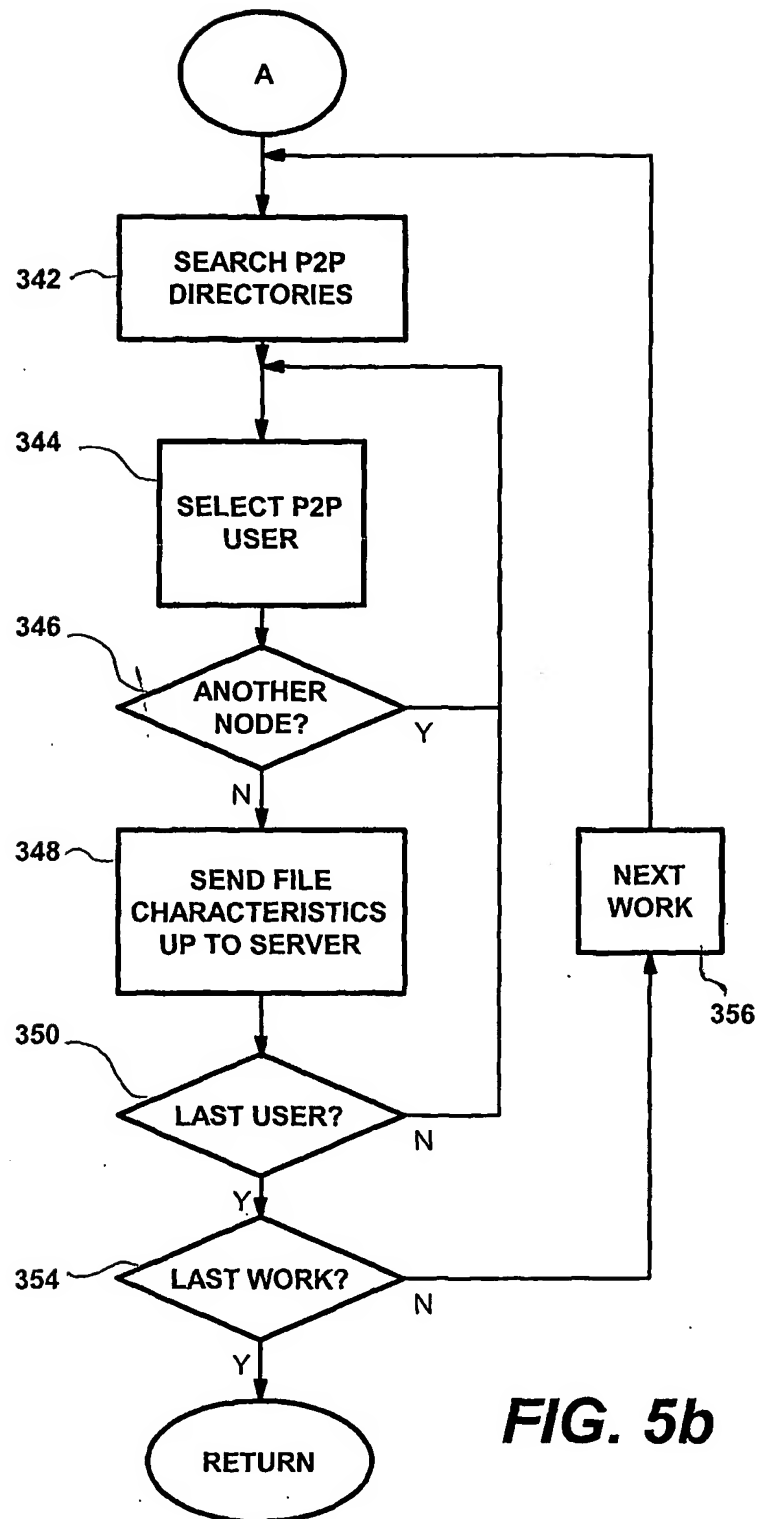 A
342
SEARCH P2P
DIRECTORIES
344
SELECT P2P
USER
346
ANOTHER
NODE?
Y
N
348
SEND FILE
CHARACTERISTICS
UP TO SERVER
NEXT
WORK
356
350
LAST USER?
N
Y
354
LAST WORK?
N
Y
RETURN
FIG. 5b